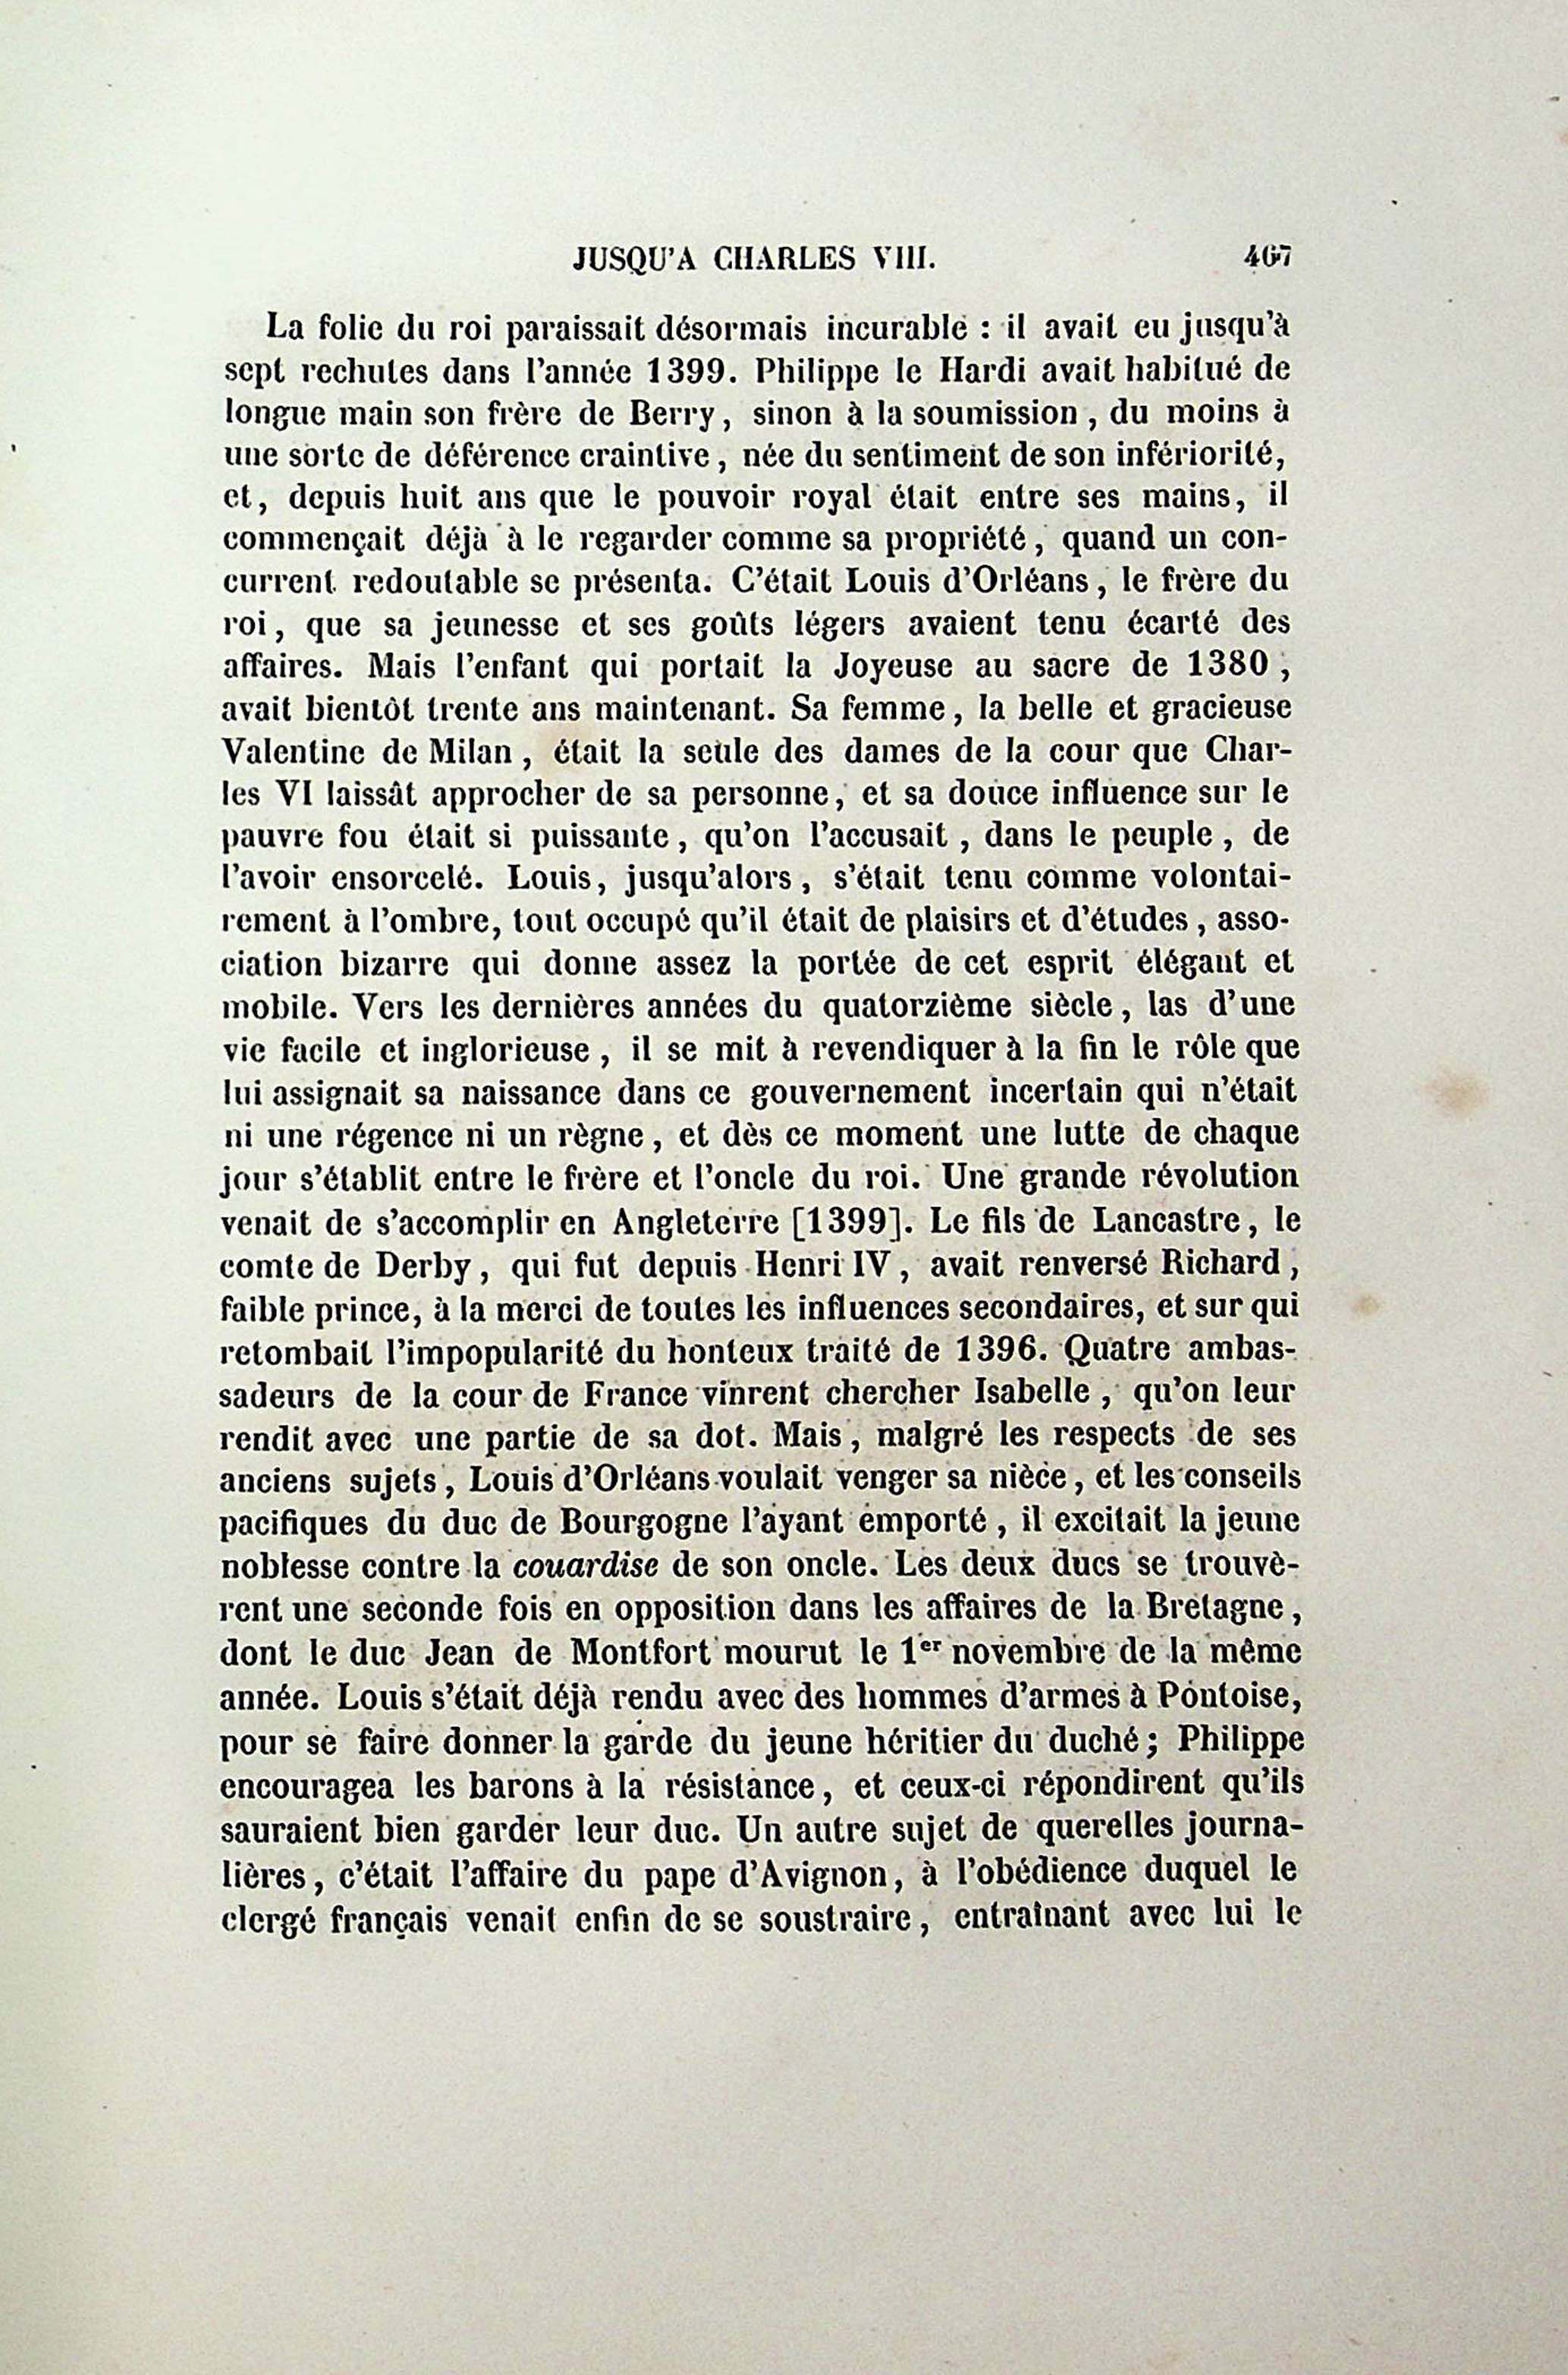 JUSQU'A CHARLES VIII. 467
La folie du roi paraissait désormais incurable : il avait eu jusqu'à
sept rechutes dans l'année 1399. Philippe le Hardi avait habitué de
longue main son frère de Berry, sinon à la soumission, du moins à
une sorte de déférence craintive, née du sentiment de son infériorité,
et, depuis huit ans que le pouvoir royal était entre ses mains, il
commençait déjà à le regarder comme sa propriété, quand un con-
current redoutable se présenta. C'était Louis d'Orléans, le frère du
roi, que sa jeunesse et ses goûts légers avaient tenu écarté des
affaires. Mais l'enfant qui portait la Joyeuse au sacre de 1380,
avait bientôt trente ans maintenant. Sa femme, la belle et gracieuse
Valentine de Milan, était la seule des dames de la cour que Char-
les VI laissât approcher de sa personne, et sa douce influence sur le
pauvre fou était si puissante, qu'on l'accusait, dans le peuple, de
l'avoir ensorcelé. Louis, jusqu'alors, s'était tenu comme volontai-
rement à l'ombre, tout occupé qu'il était de plaisirs et d'études, asso-
ciation bizarre qui donne assez la portée de cet esprit élégant et
mobile. Vers les dernières années du quatorzième siècle, las d'une
vie facile et inglorieuse, il se mit à revendiquer à la fin le rôle que
lui assignait sa naissance dans ce gouvernement incertain qui n'était
ni une régence ni un règne, et dès ce moment une lutte de chaque
jour s'établit entre le frère et l'oncle du roi. Une grande révolution
venait de s'accomplir en Angleterre [1399]. Le fils de Lancastre, le
comte de Derby, qui fut depuis Henri IV, avait renversé Richard,
faible prince, à la merci de toutes les influences secondaires, et sur qui
retombait l'impopularité du honteux traité de 1396. Quatre ambas-
sadeurs de la cour de France vinrent chercher Isabelle, qu'on leur
rendit avec une partie de sa dot. Mais, malgré les respects de ses
anciens sujets, Louis d'Orléans voulait venger sa nièce, et les conseils
pacifiques du duc de Bourgogne l'ayant emporté, il excitait la jeune
noblesse contre la couardise de son oncle. Les deux ducs se trouvè-
rent une seconde fois en opposition dans les affaires de la Bretagne,
dont le duc Jean de Montfort mourut le 1er novembre de la même
année. Louis s'était déjà rendu avec des hommes d'armes à Pontoise,
pour se faire donner la garde du jeune héritier du duché; Philippe
encouragea les barons à la résistance, et ceux-ci répondirent qu'ils
sauraient bien garder leur duc. Un autre sujet de querelles journa-
lières, c'était l'affaire du pape d'Avignon, à l'obédience duquel le
clergé français venait enfin de se soustraire, entraînant avec lui le